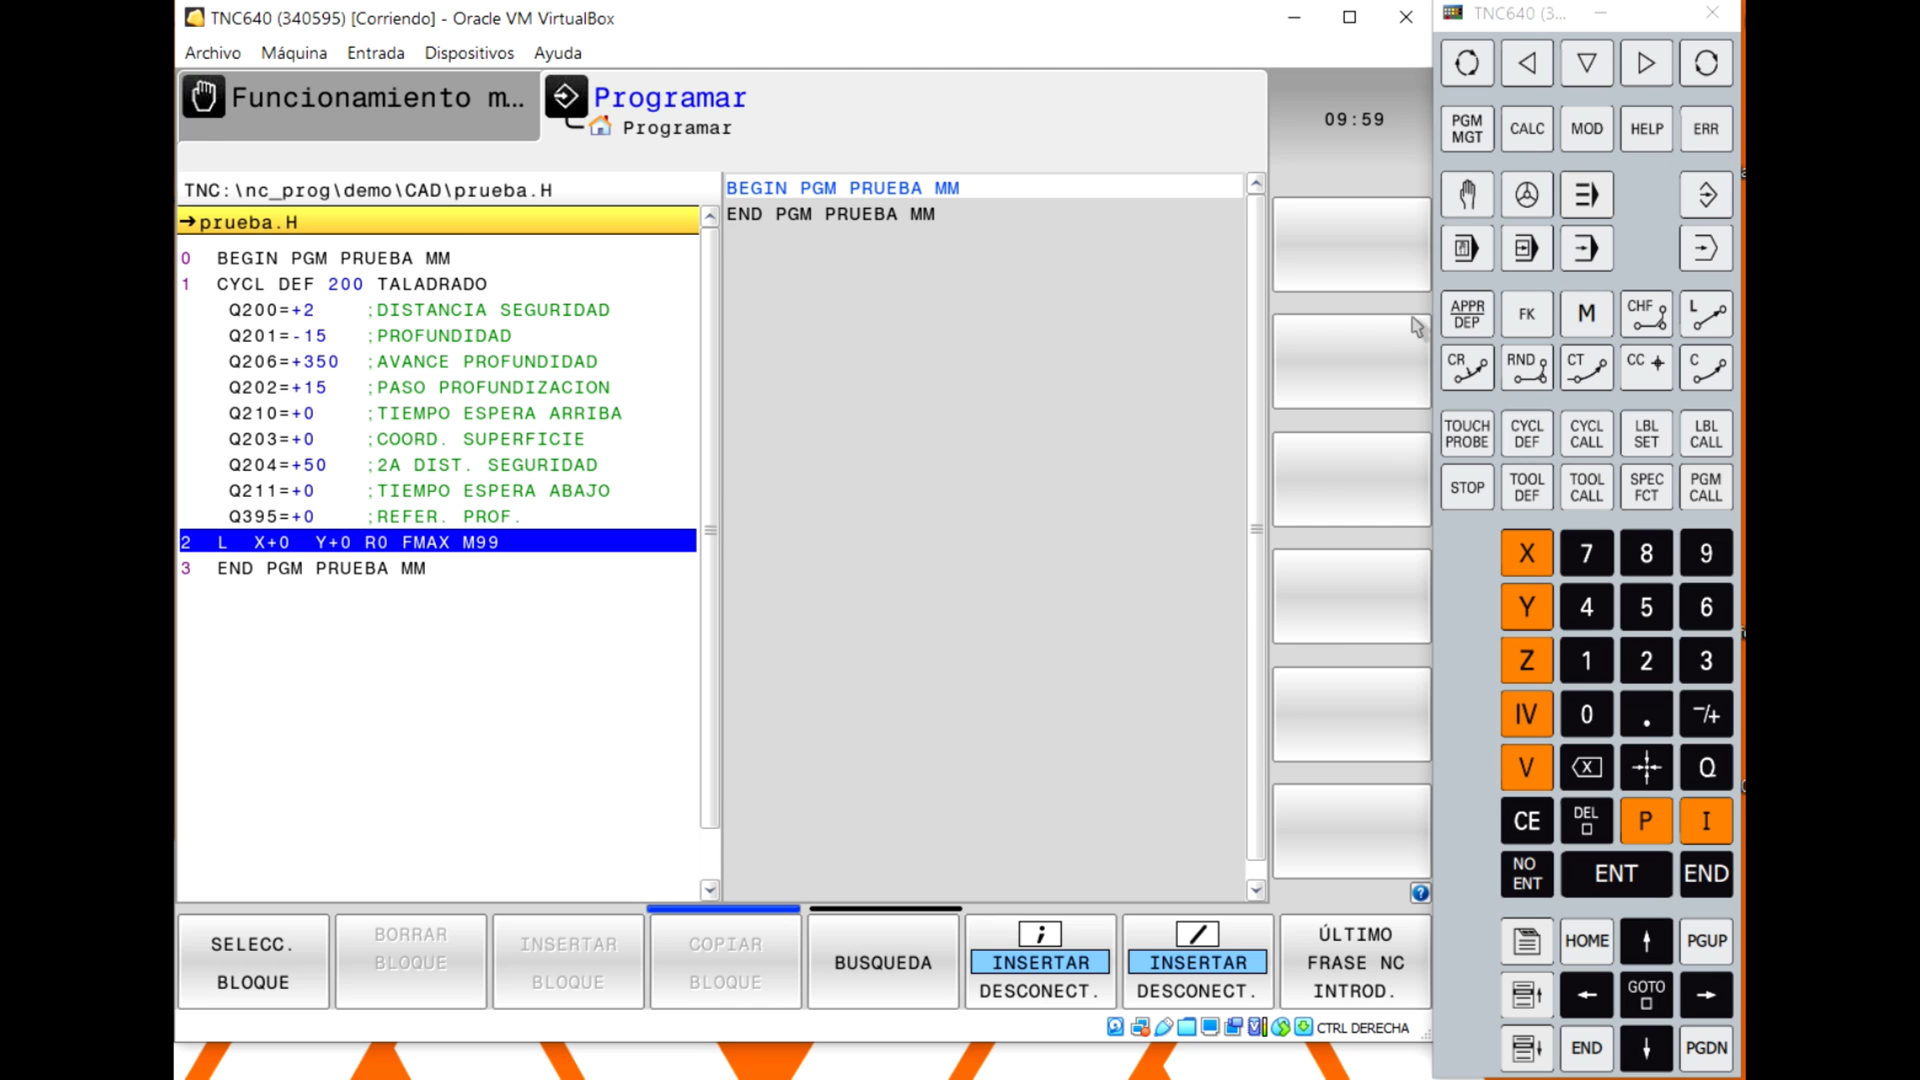 TNC640 (340595) [Corriendo] - Oracle VM VirtualBox
Archivo Máquina Entrada Dispositivos Ayuda
Funcionamiento m...
Programar
Programar
09:59
TNC:\nc_prog\demo\CAD\prueba.H
→prueba.H
0 BEGIN PGM PRUEBA MM
1 CYCL DEF 200 TALADRADO
Q200=+2 ;DISTANCIA SEGURIDAD
Q201=-15 ;PROFUNDIDAD
Q206=+350 ;AVANCE PROFUNDIDAD
Q202=+15 ;PASO PROFUNDIZACION
Q210=+0 ;TIEMPO ESPERA ARRIBA
Q203=+0 ;COORD. SUPERFICIE
Q204=+50 ;2A DIST. SEGURIDAD
Q211=+0 ;TIEMPO ESPERA ABAJO
Q395=+0 ;REFER. PROF.
2 L X+0 Y+0 R0 FMAX M99
3 END PGM PRUEBA MM
BEGIN PGM PRUEBA MM
END PGM PRUEBA MM
SELECC. BLOQUE
BORRAR BLOQUE
INSERTAR BLOQUE
COPIAR BLOQUE
BUSQUEDA
; INSERTAR DESCONECT.
/ INSERTAR DESCONECT.
ÚLTIMO FRASE NC INTROD.
CTRL DERECHA
TNC640 (3...
PGM MGT CALC MOD HELP ERR
APPR DEP FK M CHF L
CR RND CT CC C
TOUCH PROBE CYCL DEF CYCL CALL LBL SET LBL CALL
STOP TOOL DEF TOOL CALL SPEC FCT PGM CALL
X 7 8 9
Y 4 5 6
Z 1 2 3
IV 0 . -/+
V X Q
CE DEL P I
NO ENT ENT END
HOME PGUP
GOTO
END PGDN